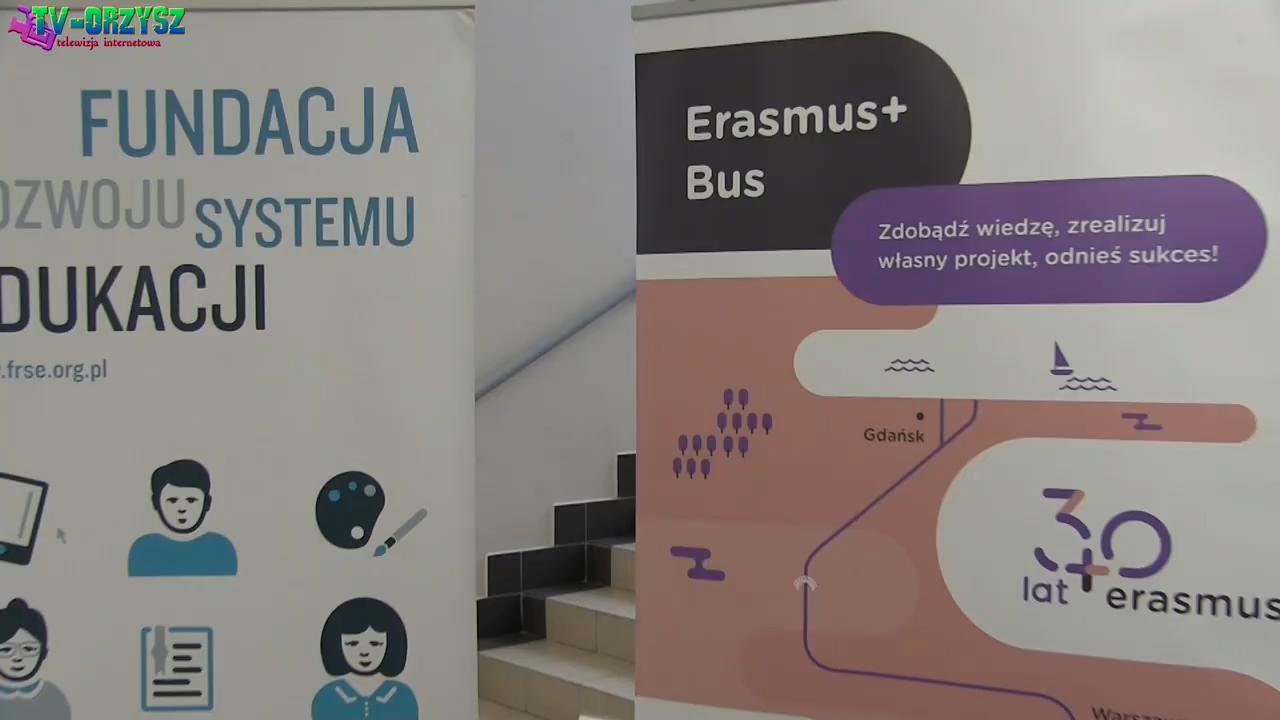 TV-ORZYSZ
telewizja internetowa
FUNDACJA
OZWOJU SYSTEMU
DUKACJI
.frse.org.pl
Erasmus+
Bus
Zdobądź wiedzę, zrealizuj
własny projekt, odnieś sukces!
Gdańsk
30
lat + erasmus
Warszaw